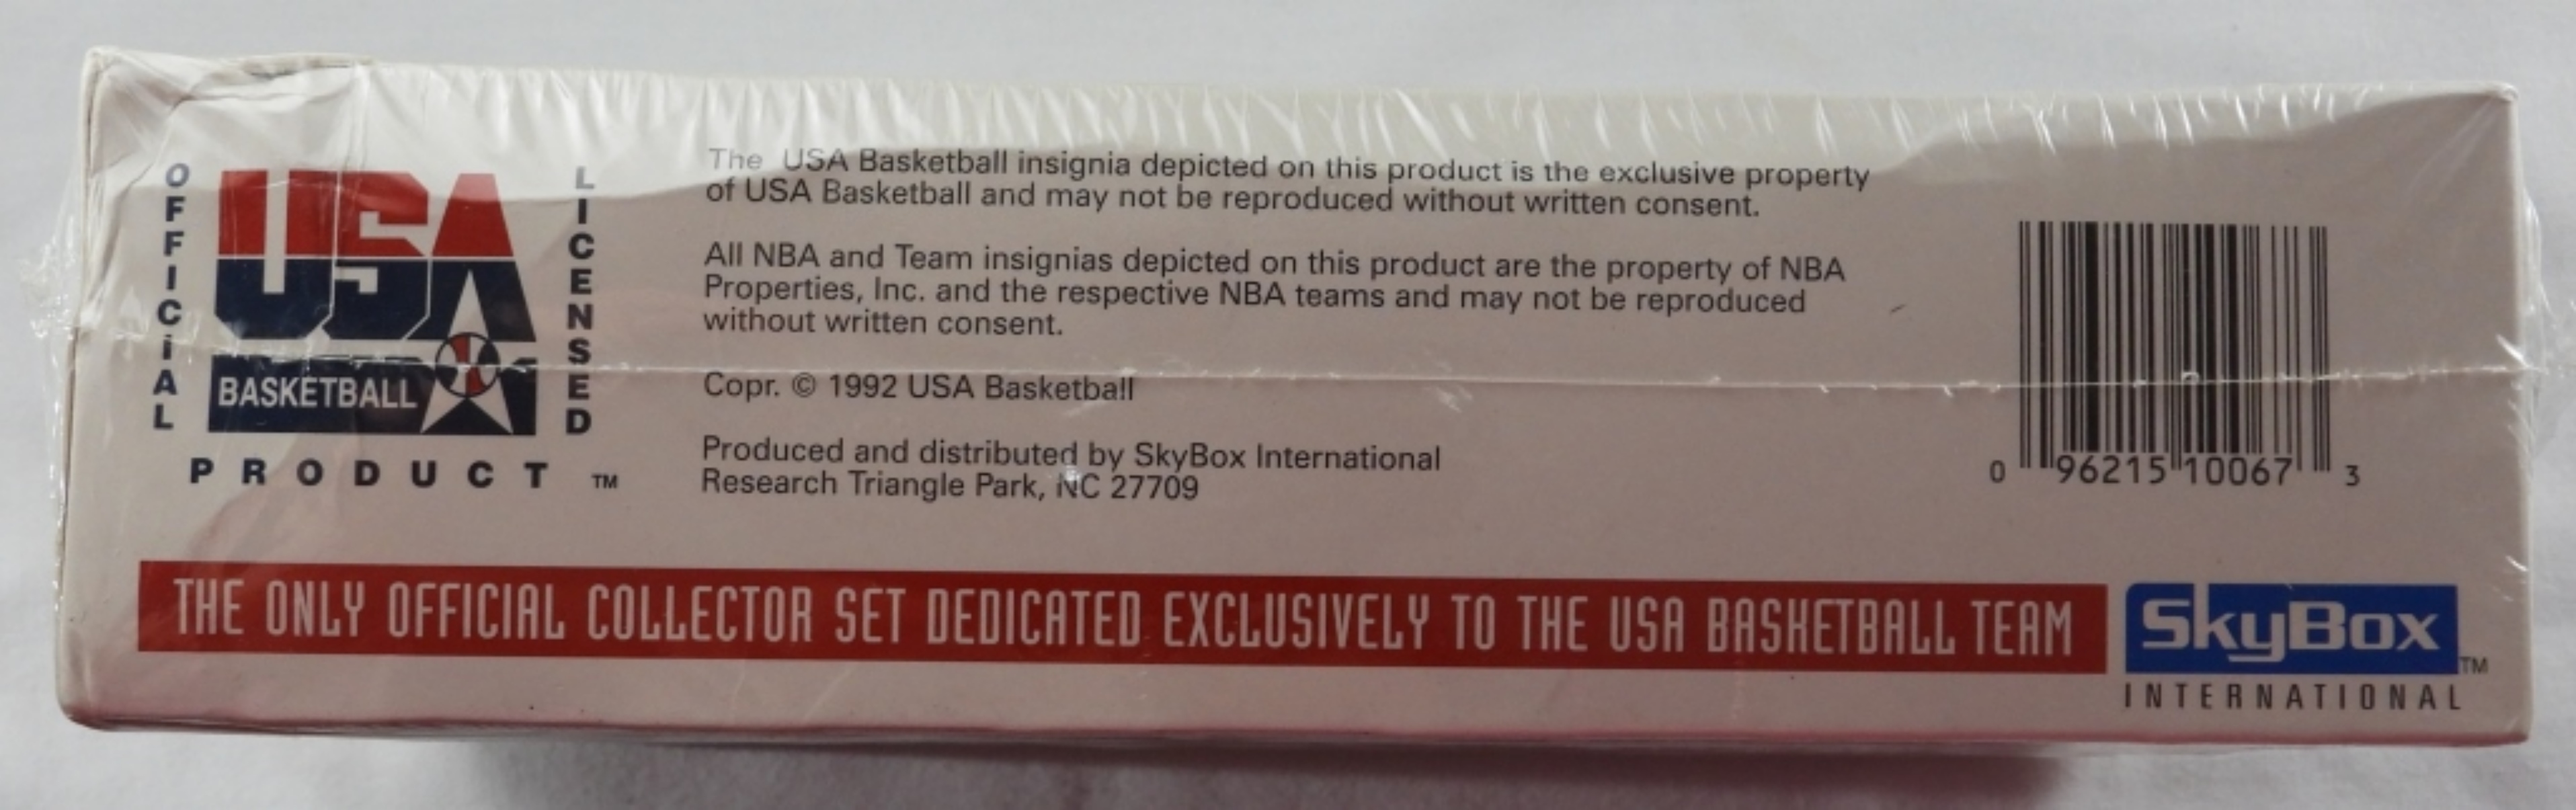 OFFICIAL
USA
BASKETBALL
LICENSED
PRODUCT ™
The USA Basketball insignia depicted on this product is the exclusive property
of USA Basketball and may not be reproduced without written consent.
All NBA and Team insignias depicted on this product are the property of NBA
Properties, Inc. and the respective NBA teams and may not be reproduced
without written consent.
Copr. © 1992 USA Basketball
Produced and distributed by SkyBox International
Research Triangle Park, NC 27709
0 96215 10067 3
THE ONLY OFFICIAL COLLECTOR SET DEDICATED EXCLUSIVELY TO THE USA BASKETBALL TEAM
SkyBox ™
INTERNATIONAL